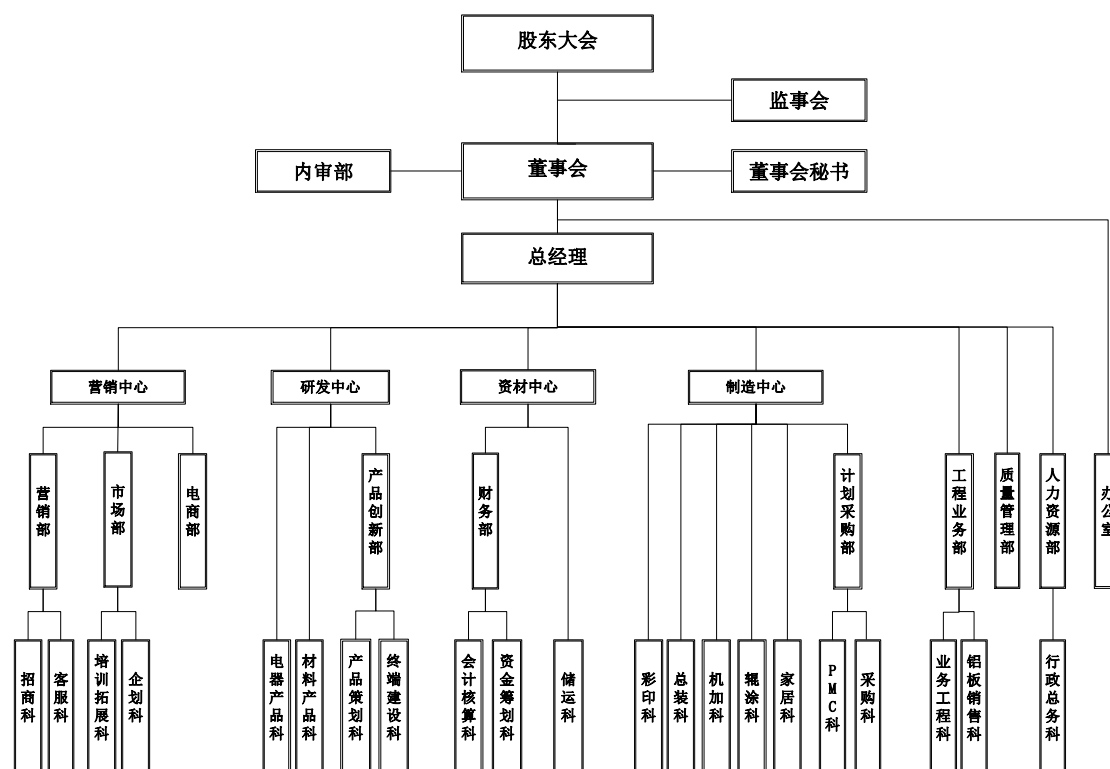 股东大会
监事会
内审部
董事会
董事会秘书
总经理
营销中心
研发中心
资材中心
制造中心
营销部
市场部
电商部
产品创新部
财务部
计划采购部
工程业务部
质量管理部
人力资源部
办公室
招商科
客服科
培训拓展科
企划科
电器产品科
材料产品科
产品策划科
终端建设科
会计核算科
资金筹划科
储运科
彩印科
总装科
机加科
辊涂科
家居科
PMC科
采购科
业务工程科
铝板销售科
行政总务科